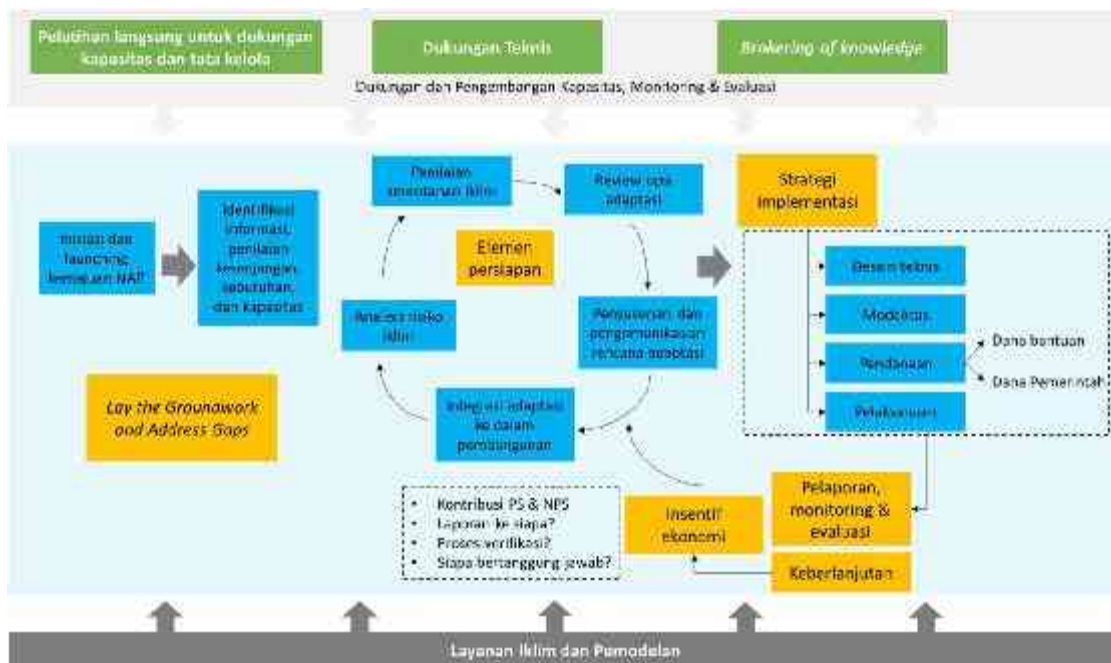 Pelatihan langsung untuk dukungan
kapasitas dan tata kelola
Dukungan Teknis
Brokering of knowledge
Dukungan dan Pengembangan Kapasitas, Monitoring & Evaluasi
Inisiasi dan
launching
kemajuan NAP
Identifikasi
informasi,
penilaian
kesenjangan,
kebutuhan,
dan kapasitas
Lay the Groundwork
and Address Gaps
Penilaian
kerentanan iklim
Review opsi
adaptasi
Elemen
persiapan
Analisis risiko
iklim
Penyusunan dan
pengomunikasian
rencana adaptasi
Integrasi adaptasi
ke dalam
pembangunan
Strategi
implementasi
Desain teknis
Modalitas
Pendanaan
Pelaksanaan
Dana bantuan
Dana Pemerintah
• Kontribusi PS & NPS
• Laporan ke siapa?
• Proses verifikasi?
• Siapa bertanggung jawab?
Insentif
ekonomi
Pelaporan,
monitoring &
evaluasi
Keberlanjutan
Layanan Iklim dan Pemodelan